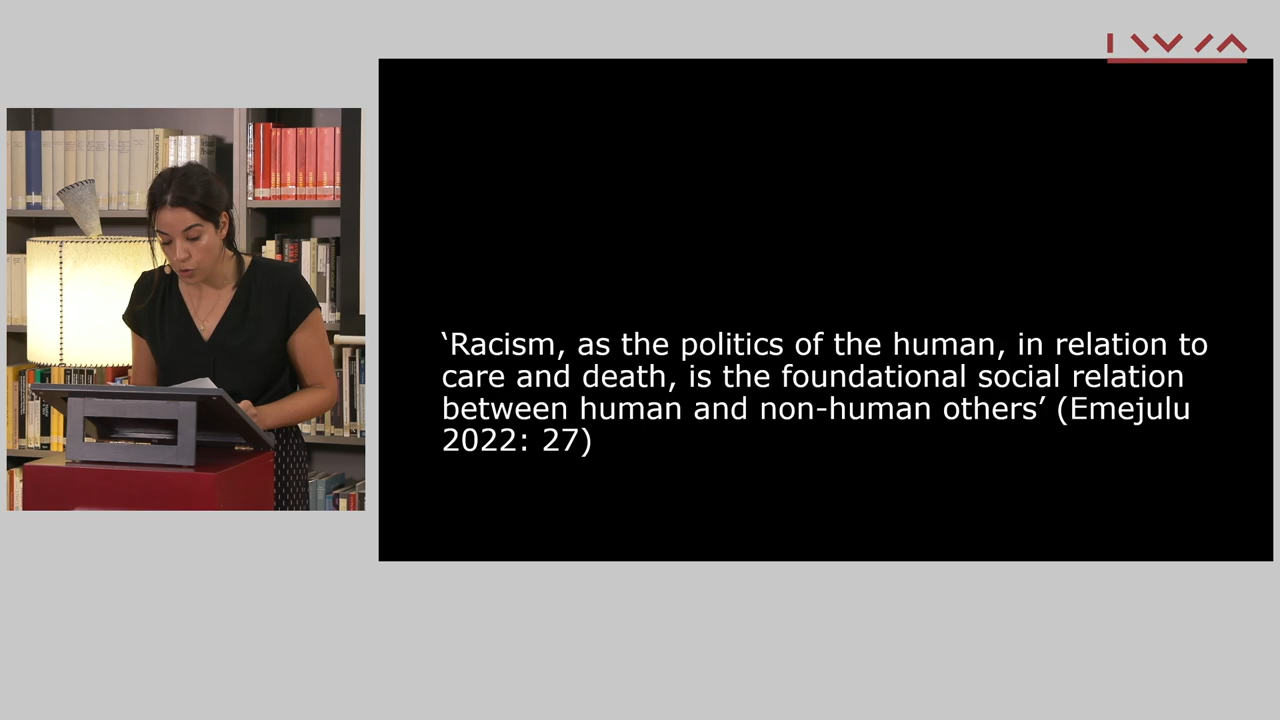 ‘Racism, as the politics of the human, in relation to
care and death, is the foundational social relation
between human and non-human others’ (Emejulu
2022: 27)